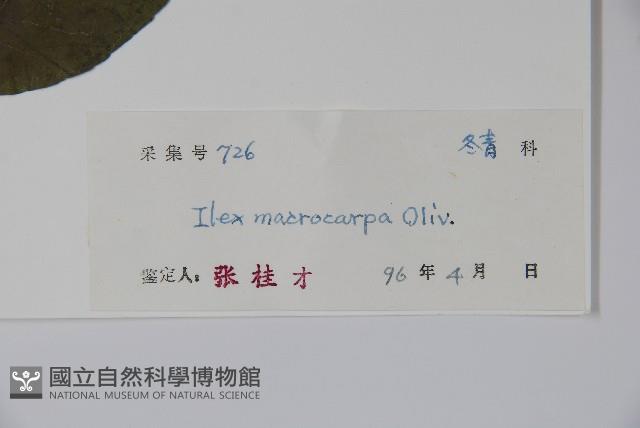 采集号 726 冬青 科
Ilex macrocarpa Oliv.
鉴定人: 张桂才 96 年 4 月 日
國立自然科學博物館
NATIONAL MUSEUM OF NATURAL SCIENCE